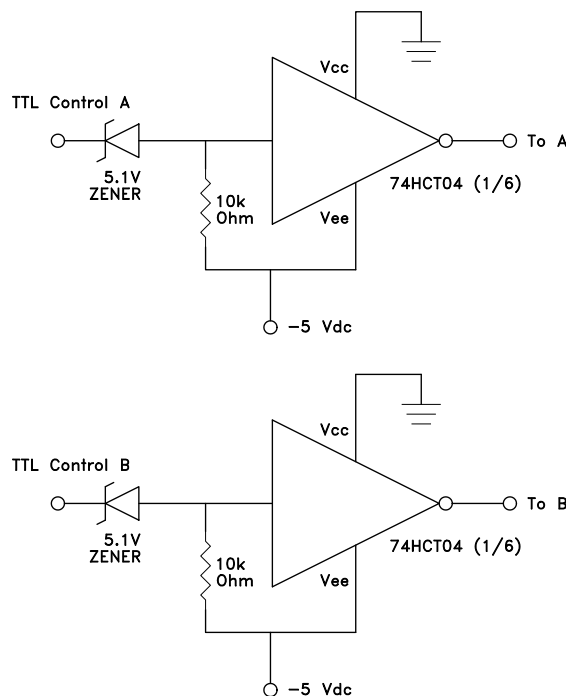 Vcc
TTL Control A
To A
5.1V
ZENER
74HCT04 (1/6)
10k
Ohm
Vee
-5 Vdc
Vcc
TTL Control B
To B
5.1V
ZENER
74HCT04 (1/6)
10k
Ohm
Vee
-5 Vdc